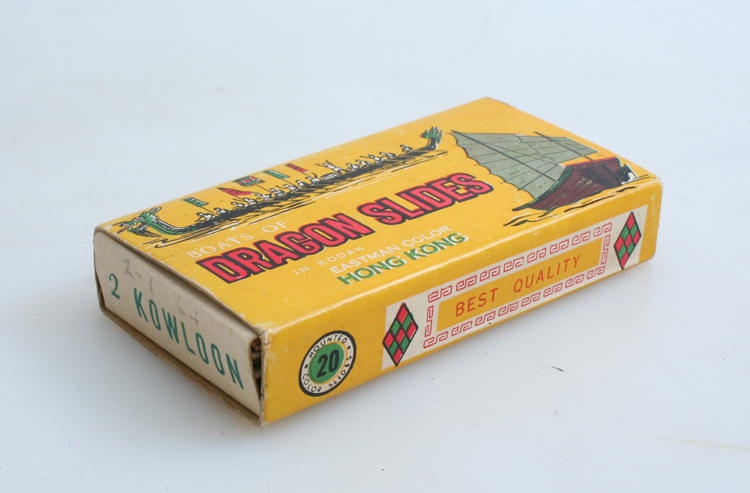 BOATS OF
DRAGON SLIDES
IN KODAK
EASTMAN COLOR
HONG KONG
2 KOWLOON
MOUNTED
20
COLOR SLIDES
BEST QUALITY